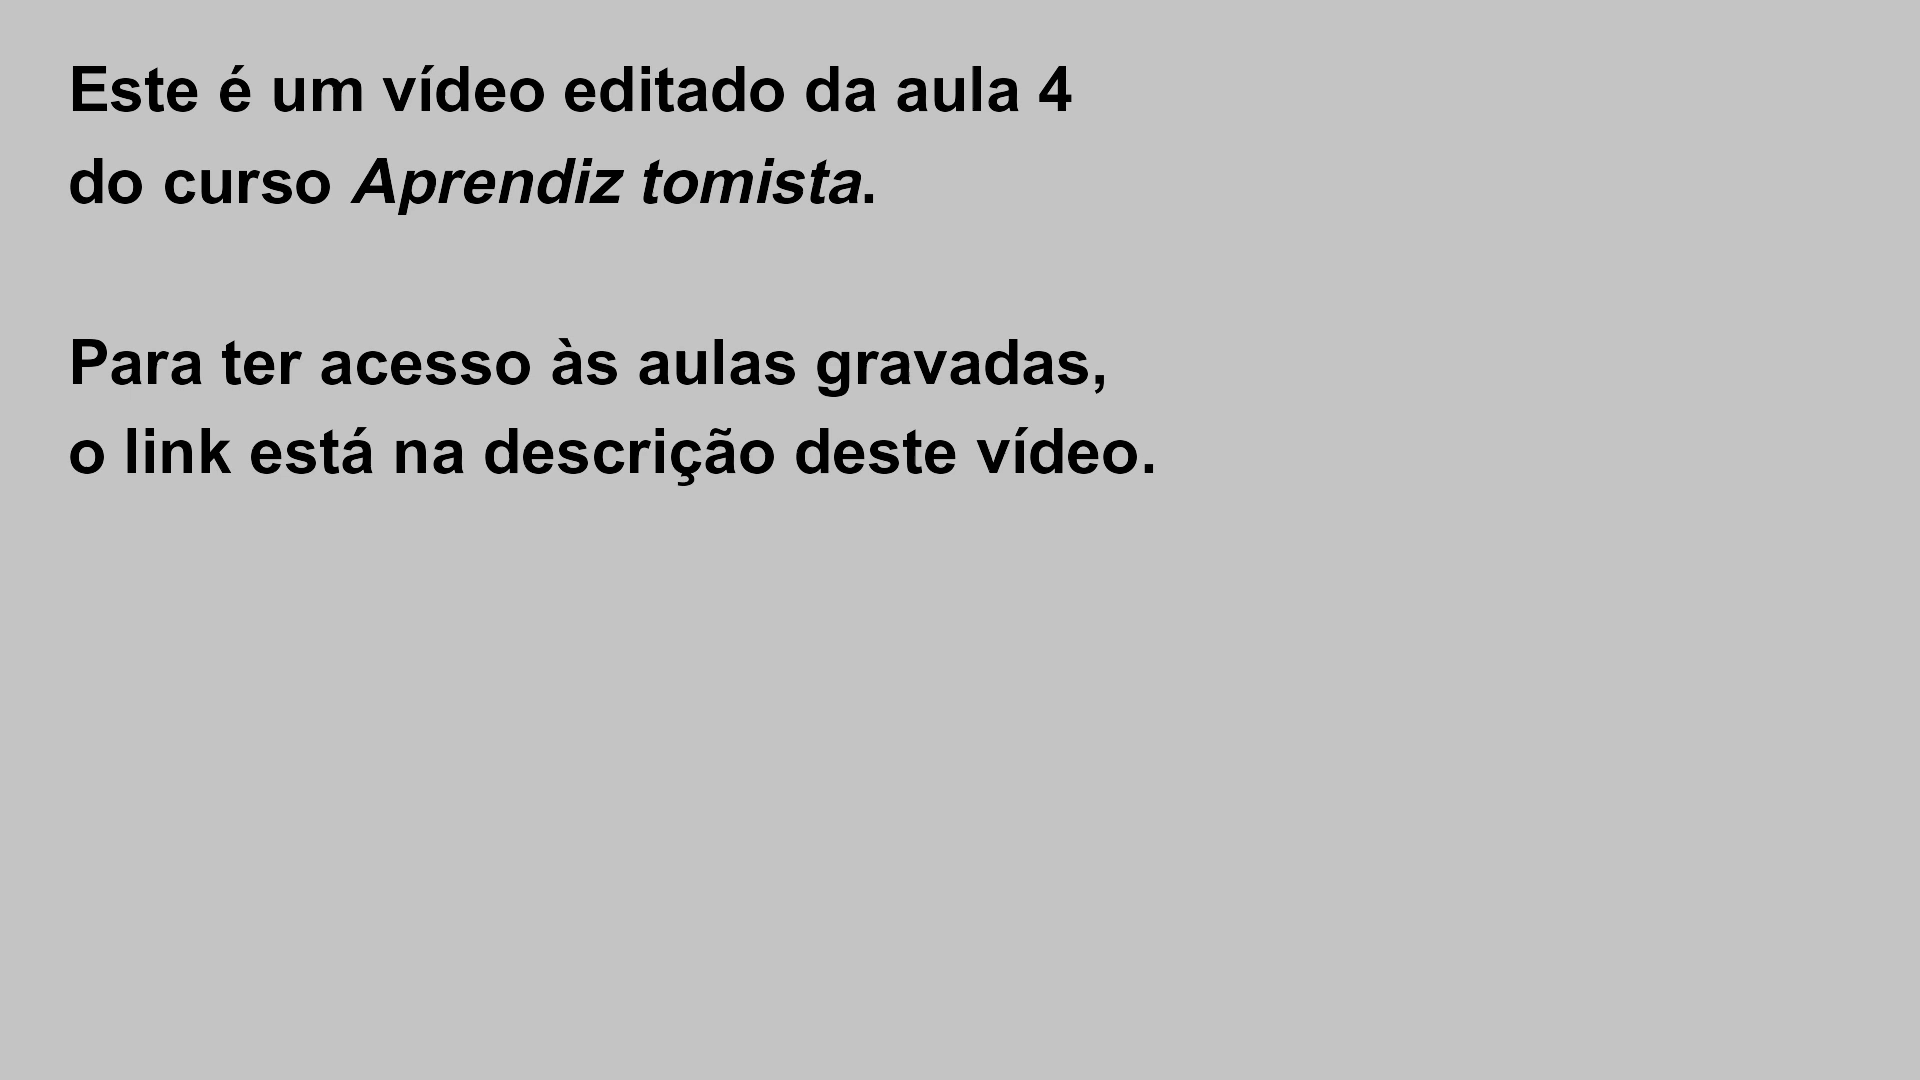 Este é um vídeo editado da aula 4
do curso Aprendiz tomista.
Para ter acesso às aulas gravadas,
o link está na descrição deste vídeo.